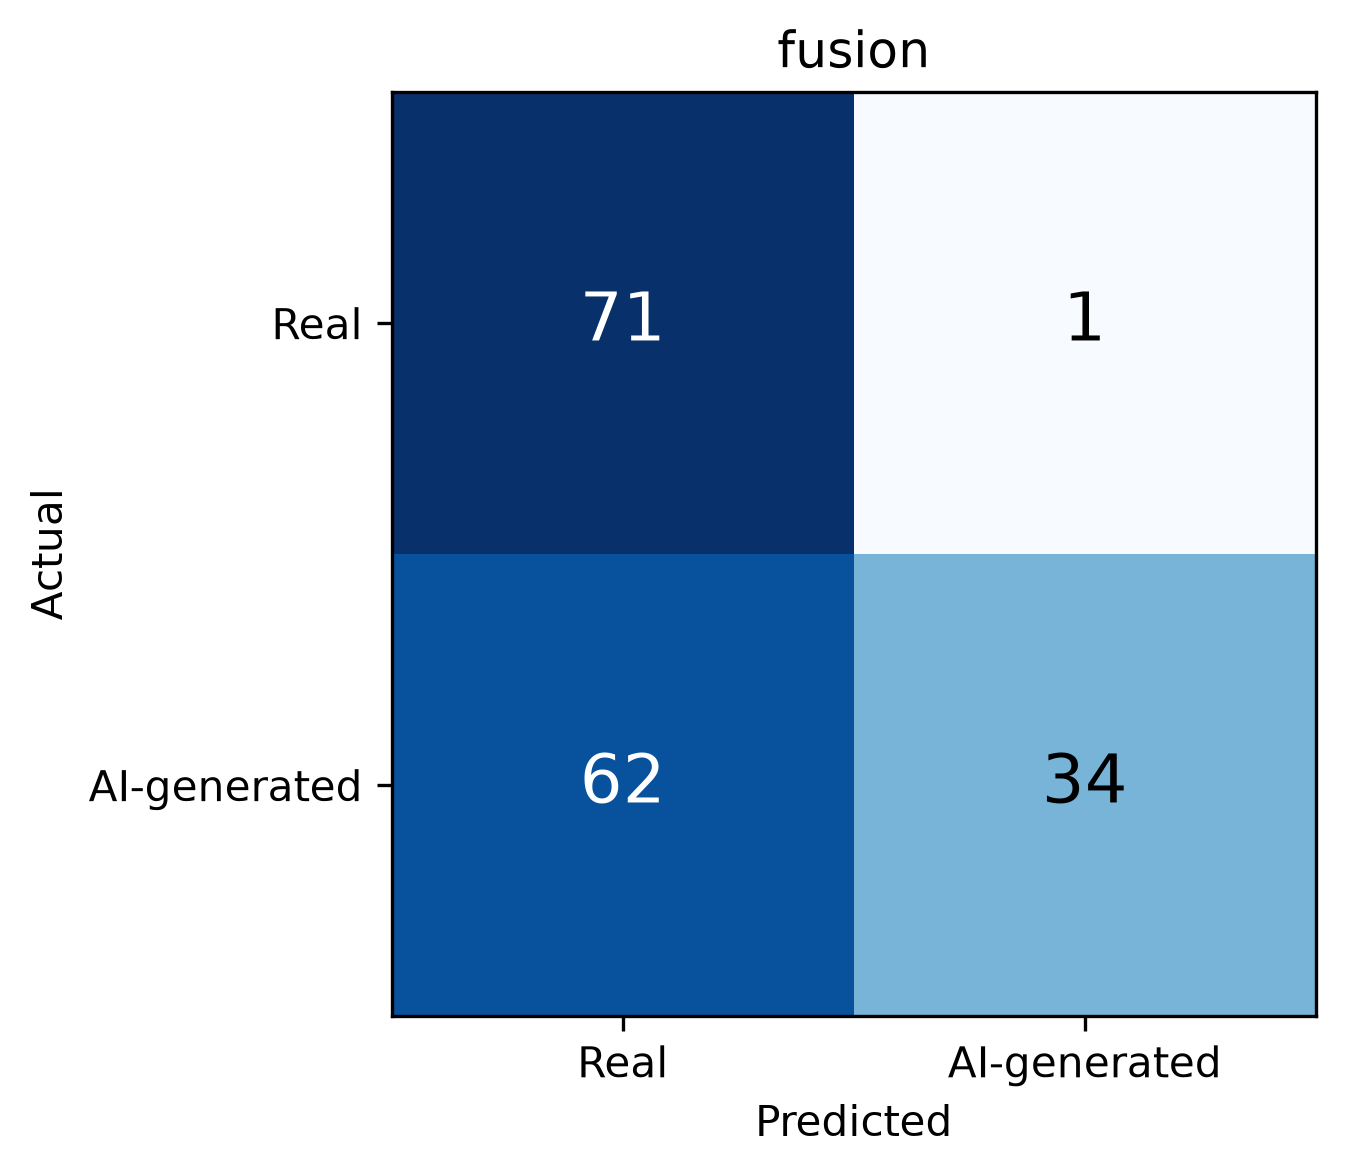 fusion
Real
71
1
Actual
AI-generated
62
34
Real
AI-generated
Predicted